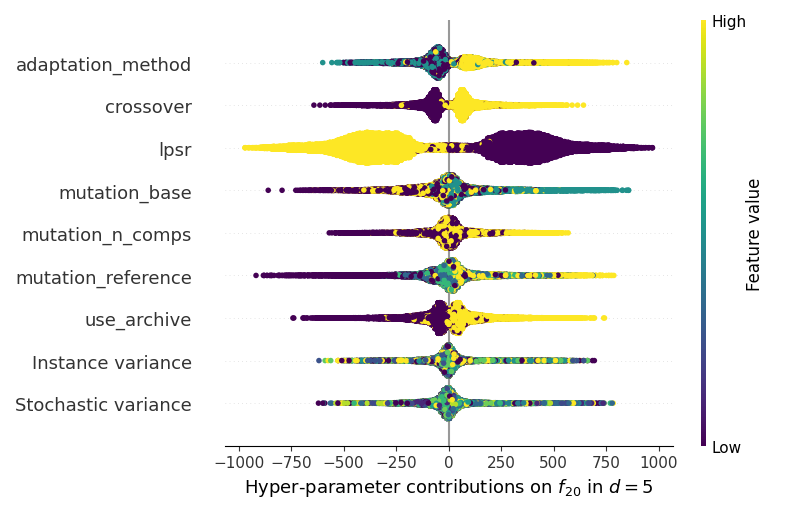 High
adaptation_method
crossover
lpsr
mutation_base
mutation_n_comps
mutation_reference
use_archive
Instance variance
Stochastic variance
Feature value
Low
−1000 −750 −500 −250 0 250 500 750 1000
Hyper-parameter contributions on f20 in d = 5